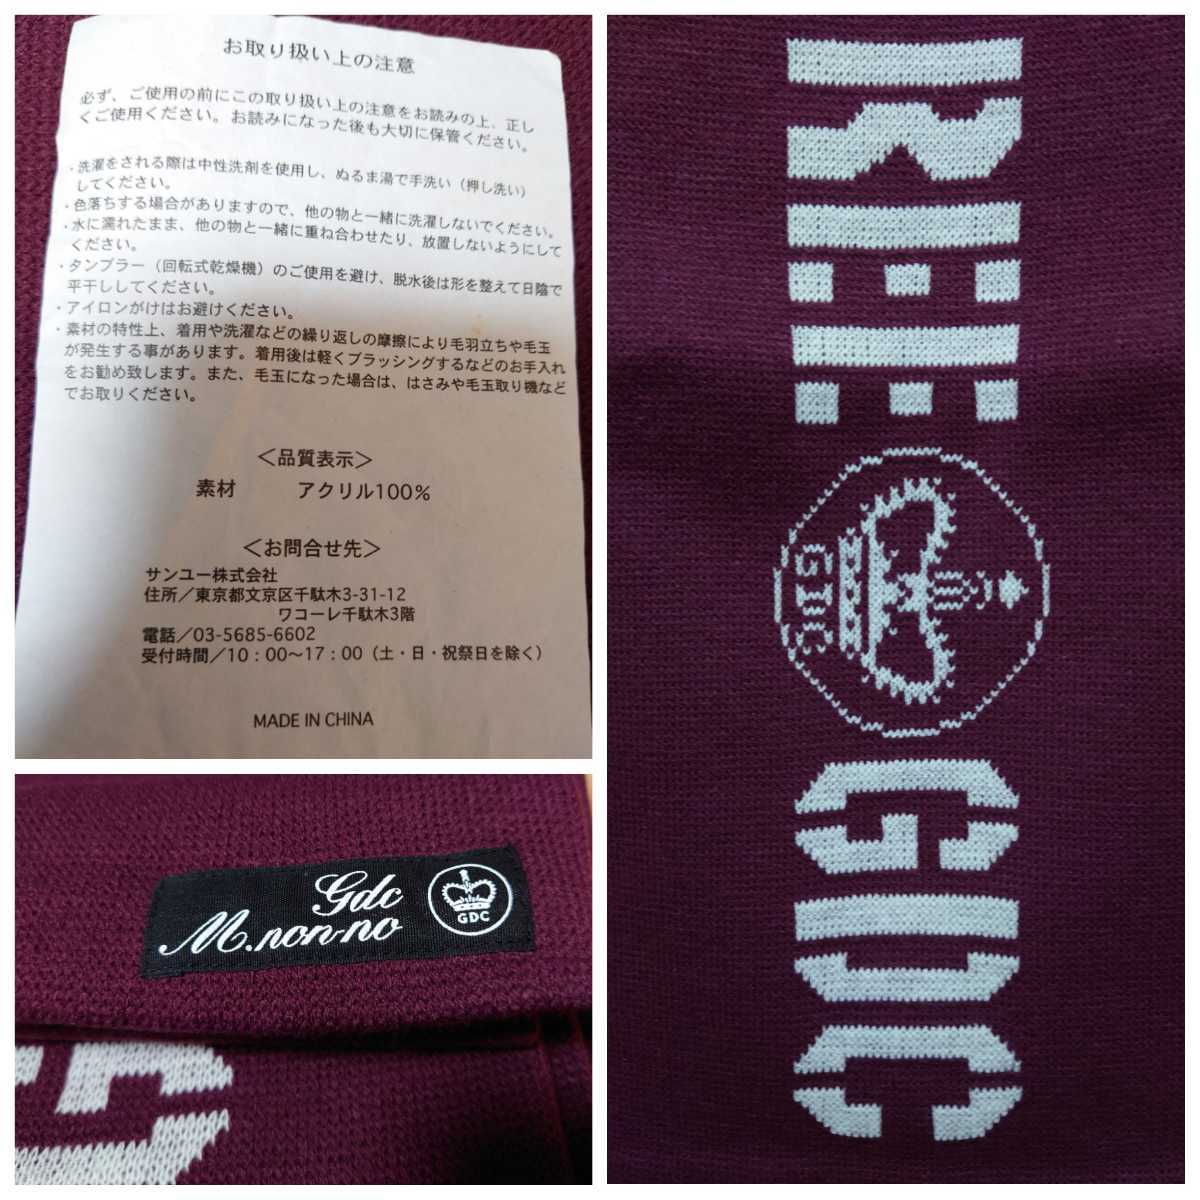 お取り扱い上の注意
必ず、ご使用の前にこの取り扱い上の注意をお読みの上、正し
くご使用ください。お読みになった後も大切に保管ください。
・洗濯をされる際は中性洗剤を使用し、ぬるま湯で手洗い（押し洗い）
してください。
・色落ちする場合がありますので、他の物と一緒に洗濯しないでください。
・水に濡れたまま、他の物と一緒に重ね合わせたり、放置しないようにして
ください。
・タンブラー（回転式乾燥機）のご使用を避け、脱水後は形を整えて日陰で
平干ししてください。
・アイロンがけはお避けください。
・素材の特性上、着用や洗濯などの繰り返しの摩擦により毛羽立ちや毛玉
が発生する事があります。着用後は軽くブラッシングするなどのお手入れ
をお勧め致します。また、毛玉になった場合は、はさみや毛玉取り機など
でお取りください。
＜品質表示＞
素材　アクリル100％
＜お問合せ先＞
サンユー株式会社
住所／東京都文京区千駄木3-31-12
ワコーレ千駄木3階
電話／03-5685-6602
受付時間／10：00〜17：00（土・日・祝祭日を除く）
MADE IN CHINA
Gdc
M.non-no
GDC
GDC
GDC